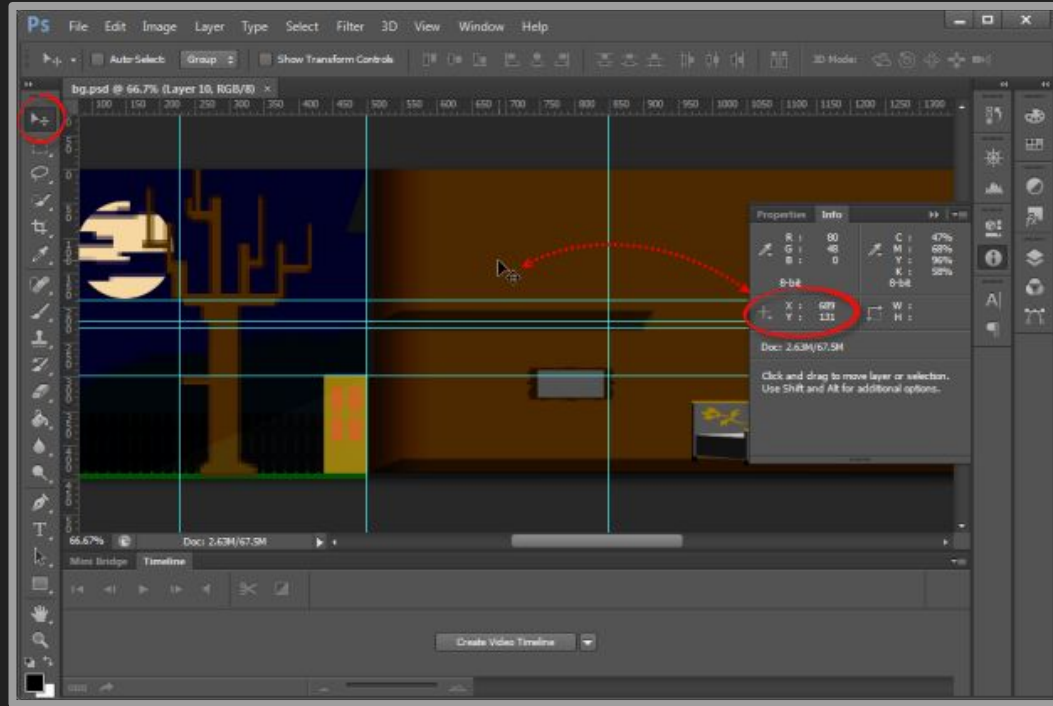 Ps File Edit Image Layer Type Select Filter 3D View Window Help
Auto-Select: Group Show Transform Controls 3D Mode:
bg.psd @ 66.7% (Layer 10, RGB/8) ×
100 150 200 250 300 350 400 450 500 550 600 650 700 750 800 850 900 950 1000 1050 1100 1150 1200 1250 1300
Properties Info
R: 80 C: 47%
G: 48 M: 68%
B: 0 Y: 96%
K: 58%
8-bit 8-bit
X: 689 W:
Y: 131 H:
Doc: 2.63M/67.5M
Click and drag to move layer or selection.
Use Shift and Alt for additional options.
66.67% Doc: 2.63M/67.5M
Mini Bridge Timeline
Create Video Timeline